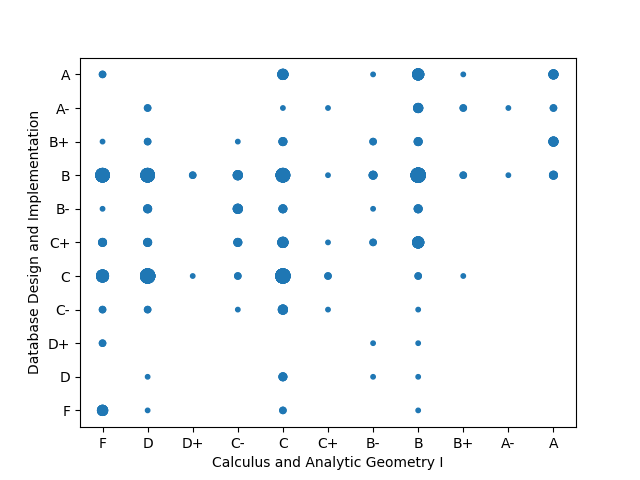 Database Design and Implementation
A
A-
B+
B
B-
C+
C
C-
D+
D
F
F D D+ C- C C+ B- B B+ A- A
Calculus and Analytic Geometry I